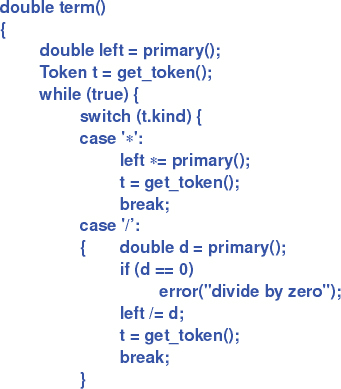 double term()
{
double left = primary();
Token t = get_token();
while (true) {
switch (t.kind) {
case '*':
left *= primary();
t = get_token();
break;
case '/':
{ double d = primary();
if (d == 0)
error("divide by zero");
left /= d;
t = get_token();
break;
}